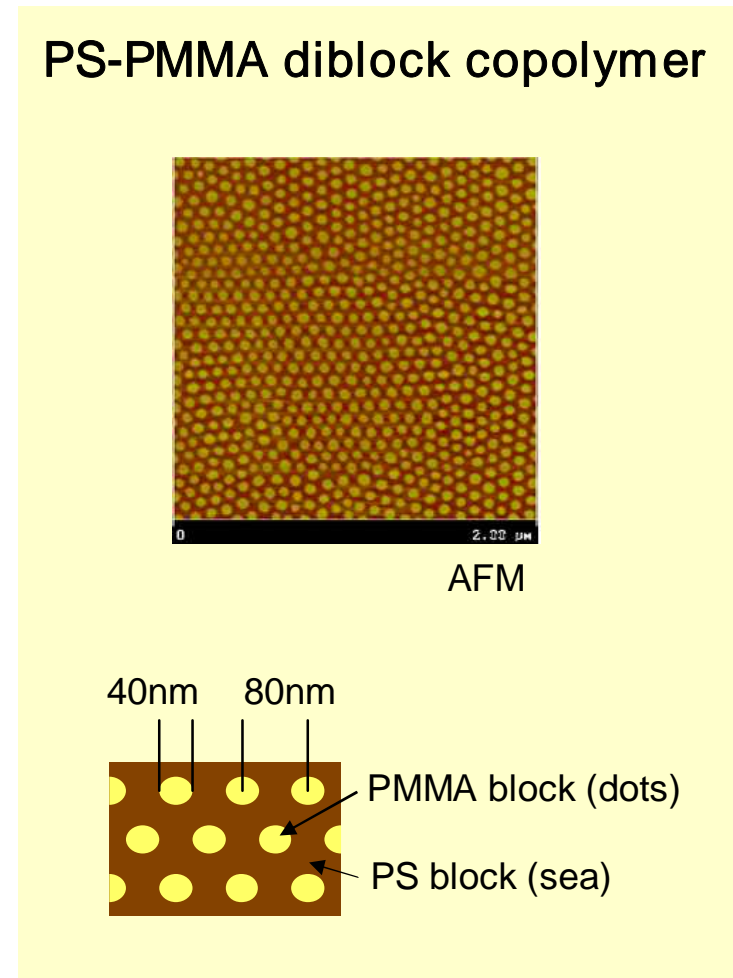 PS-PMMA diblock copolymer
0 2.00 µM
AFM
40nm 80nm
PMMA block (dots)
PS block (sea)